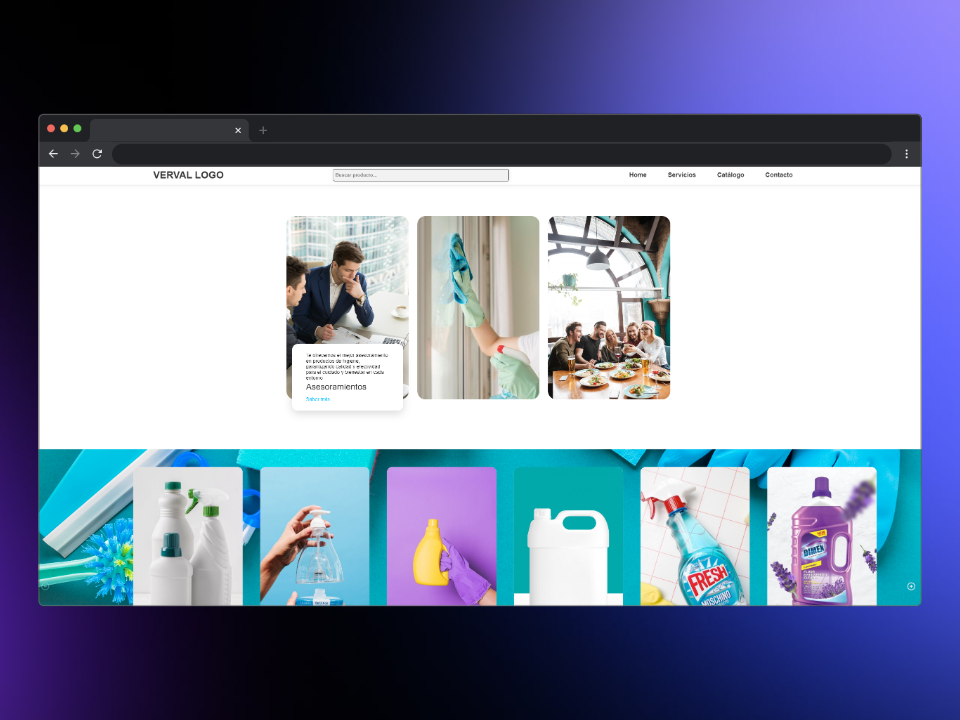 VERVAL LOGO
Buscar producto...
Home
Servicios
Catálogo
Contacto
Te ofrecemos el mejor asesoramiento
en productos de higiene,
garantizando calidad y efectividad
para el cuidado y bienestar en cada
entorno
Asesoramientos
Saber más
FRESH
MOSCHINO
DIMEX